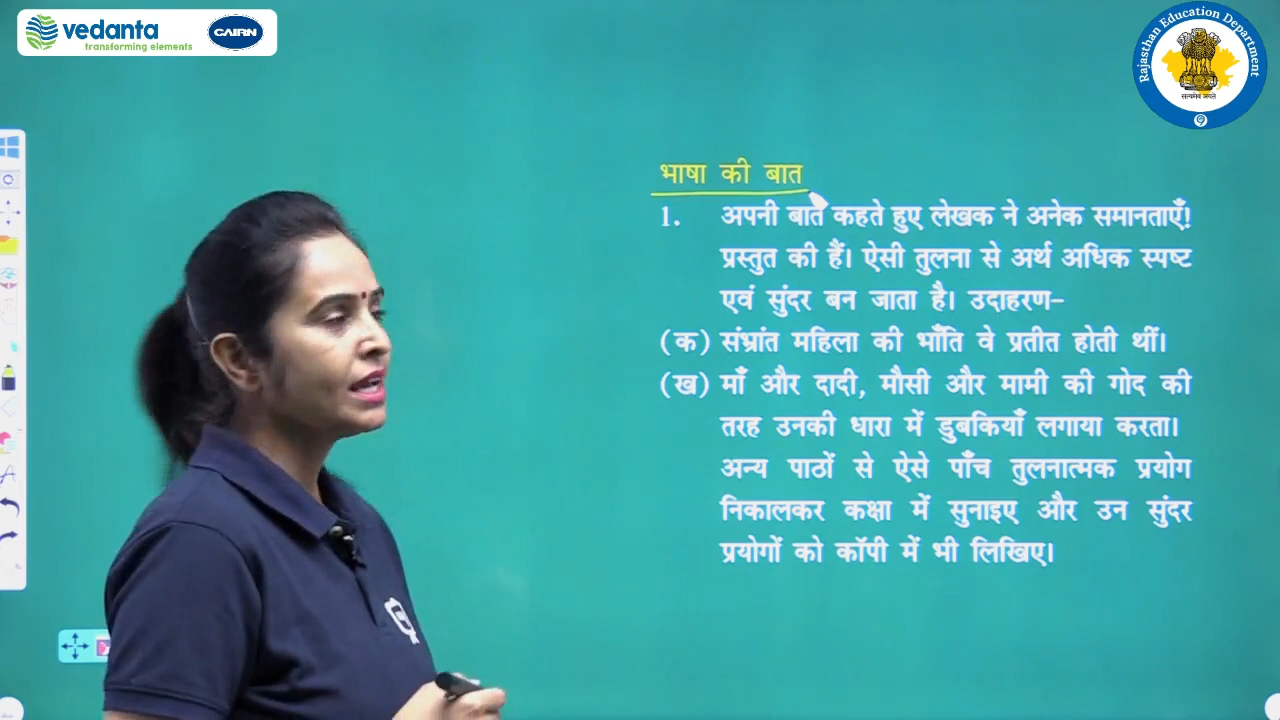 vedanta
transforming elements
CAIRN
Rajasthan Education Department
सत्यमेव जयते
भाषा की बात
1. अपनी बात कहते हुए लेखक ने अनेक समानताएँ!
प्रस्तुत की हैं। ऐसी तुलना से अर्थ अधिक स्पष्ट
एवं सुंदर बन जाता है। उदाहरण-
(क) संभ्रांत महिला की भाँति वे प्रतीत होती थीं।
(ख) माँ और दादी, मौसी और मामी की गोद की
तरह उनकी धारा में डुबकियाँ लगाया करता।
अन्य पाठों से ऐसे पाँच तुलनात्मक प्रयोग
निकालकर कक्षा में सुनाइए और उन सुंदर
प्रयोगों को कॉपी में भी लिखिए।